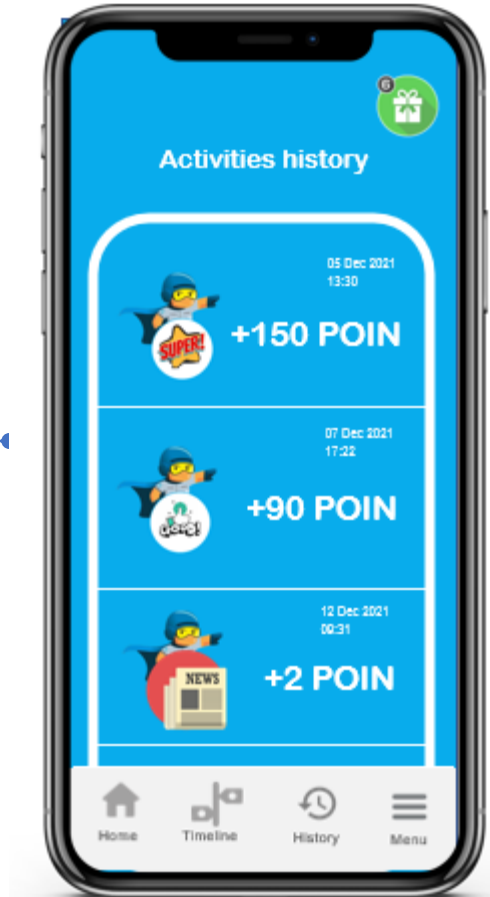 6
Activities history
05 Dec 2021
13:30
SUPER!
+150 POIN
07 Dec 2021
17:22
GOOD!
+90 POIN
12 Dec 2021
09:31
NEWS
+2 POIN
Home
Timeline
History
Menu